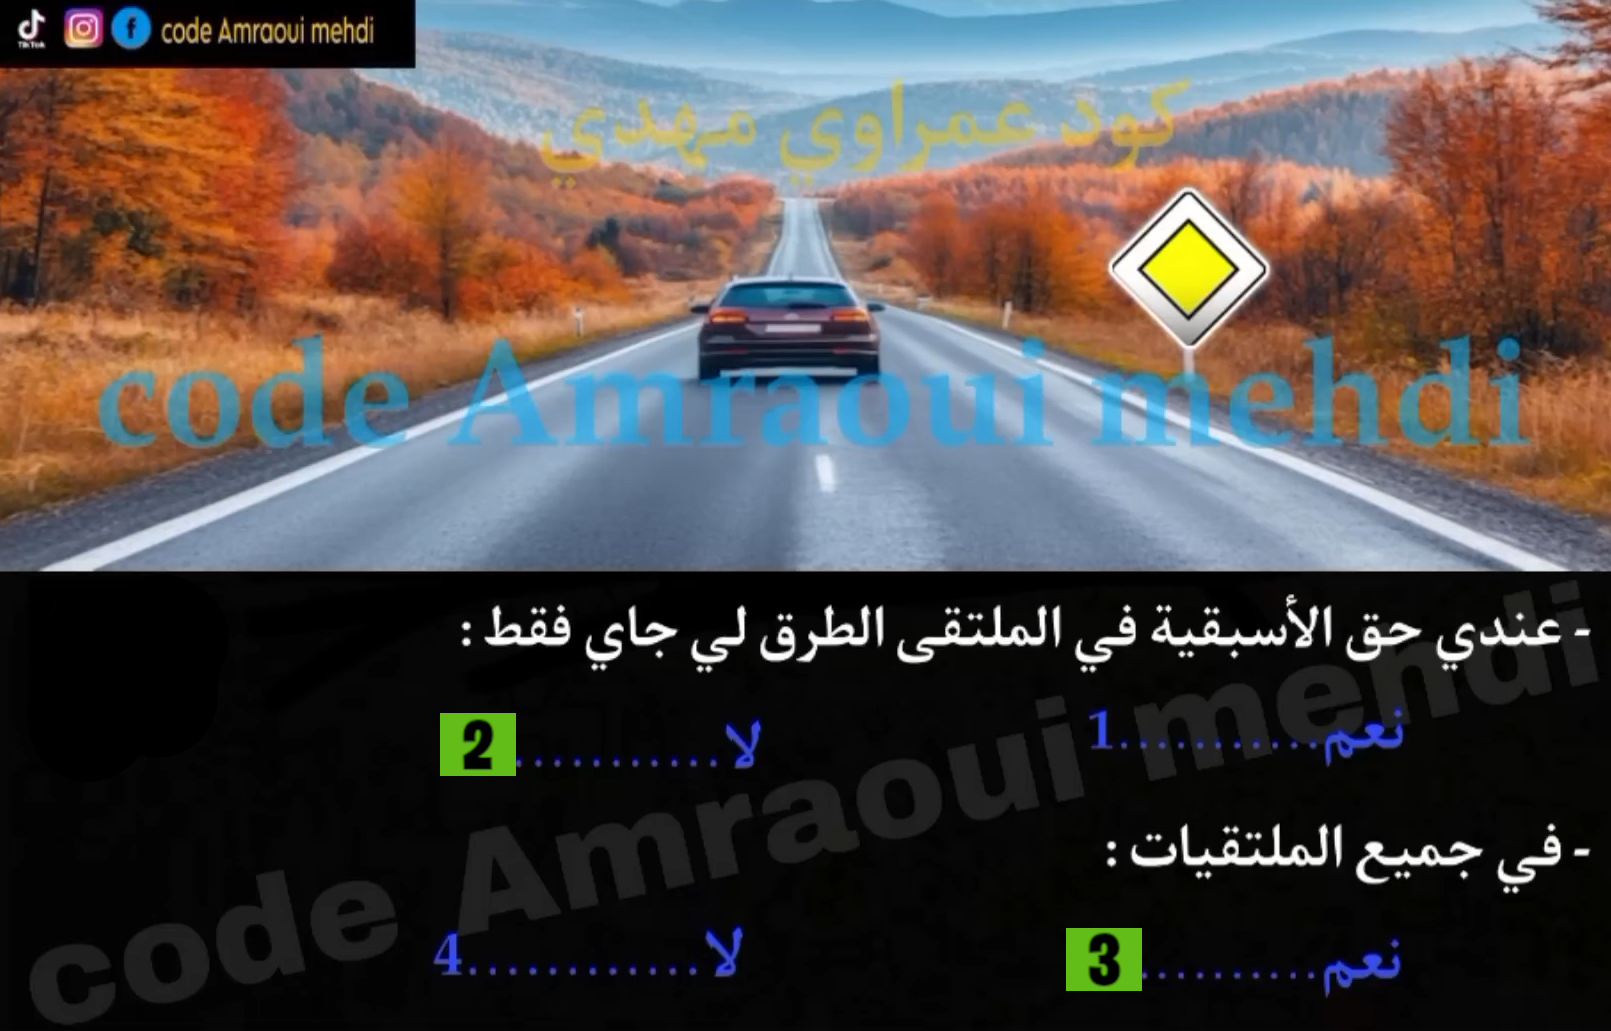 TikTok
code Amraoui mehdi
كود عمراوي مهدي
code Amraoui mehdi
- عندي حق الأسبقية في الملتقى الطرق لي جاي فقط :
نعم...........1
لا...........2
- في جميع الملتقيات :
نعم..........3
لا............4
code Amraoui mehdi